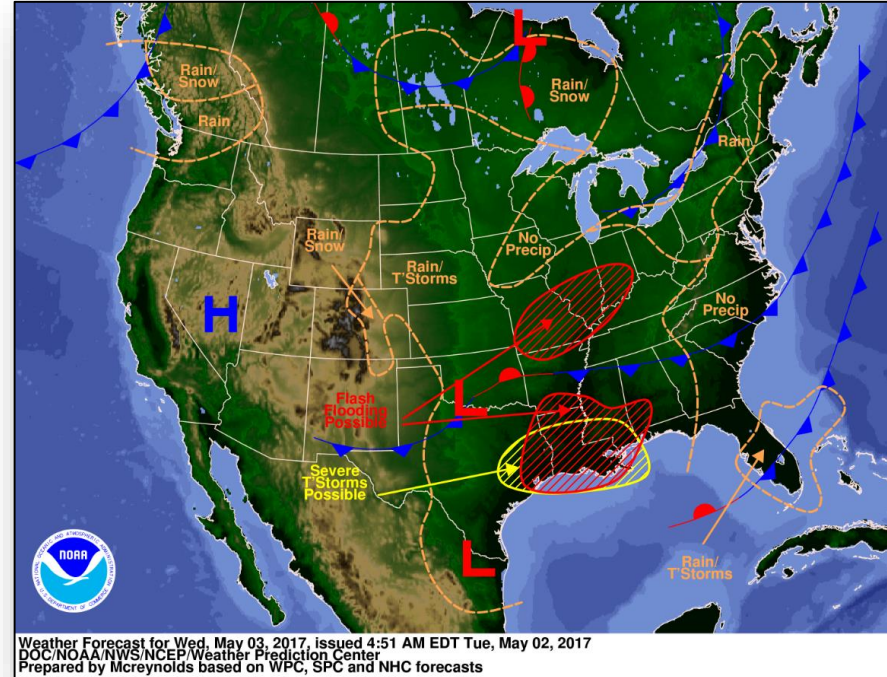 L
Rain/
Snow
Rain
Rain/
Snow
Rain
Rain/
Snow
Rain/
T'Storms
No
Precip
No
Precip
H
Flash
Flooding
Possible
L
Severe
T'Storms
Possible
L
Rain/
T'Storms
NOAA
Weather Forecast for Wed, May 03, 2017, issued 4:51 AM EDT Tue, May 02, 2017
DOC/NOAA/NWS/NCEP/Weather Prediction Center
Prepared by Mcreynolds based on WPC, SPC and NHC forecasts